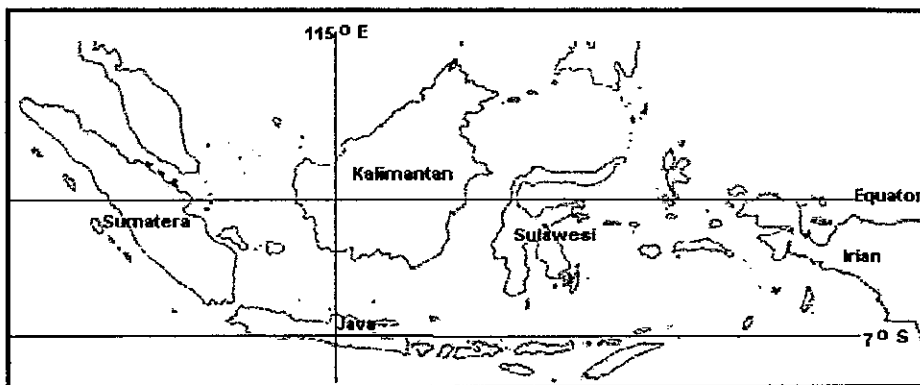 115° E
Kalimantan
Equator
Sumatera
Sulawesi
Irian
Java
7° S